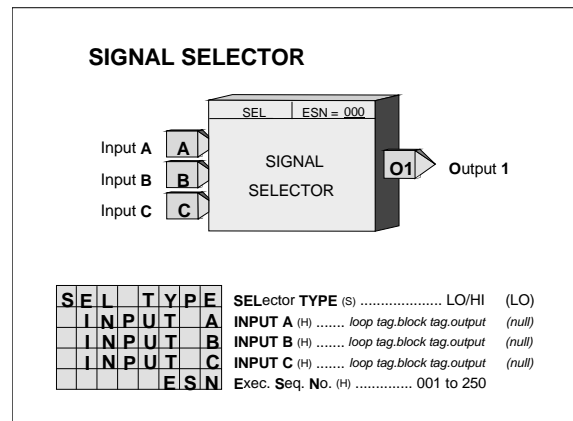 SIGNAL SELECTOR
SEL ESN = 000
Input A A
Input B B
Input C C
SIGNAL
SELECTOR
O1 Output 1
SEL TYPE SELector TYPE (S) ..................... LO/HI (LO)
INPUT A INPUT A (H) ....... loop tag.block tag.output (null)
INPUT B INPUT B (H) ....... loop tag.block tag.output (null)
INPUT C INPUT C (H) ....... loop tag.block tag.output (null)
ESN Exec. Seq. No. (H) .............. 001 to 250